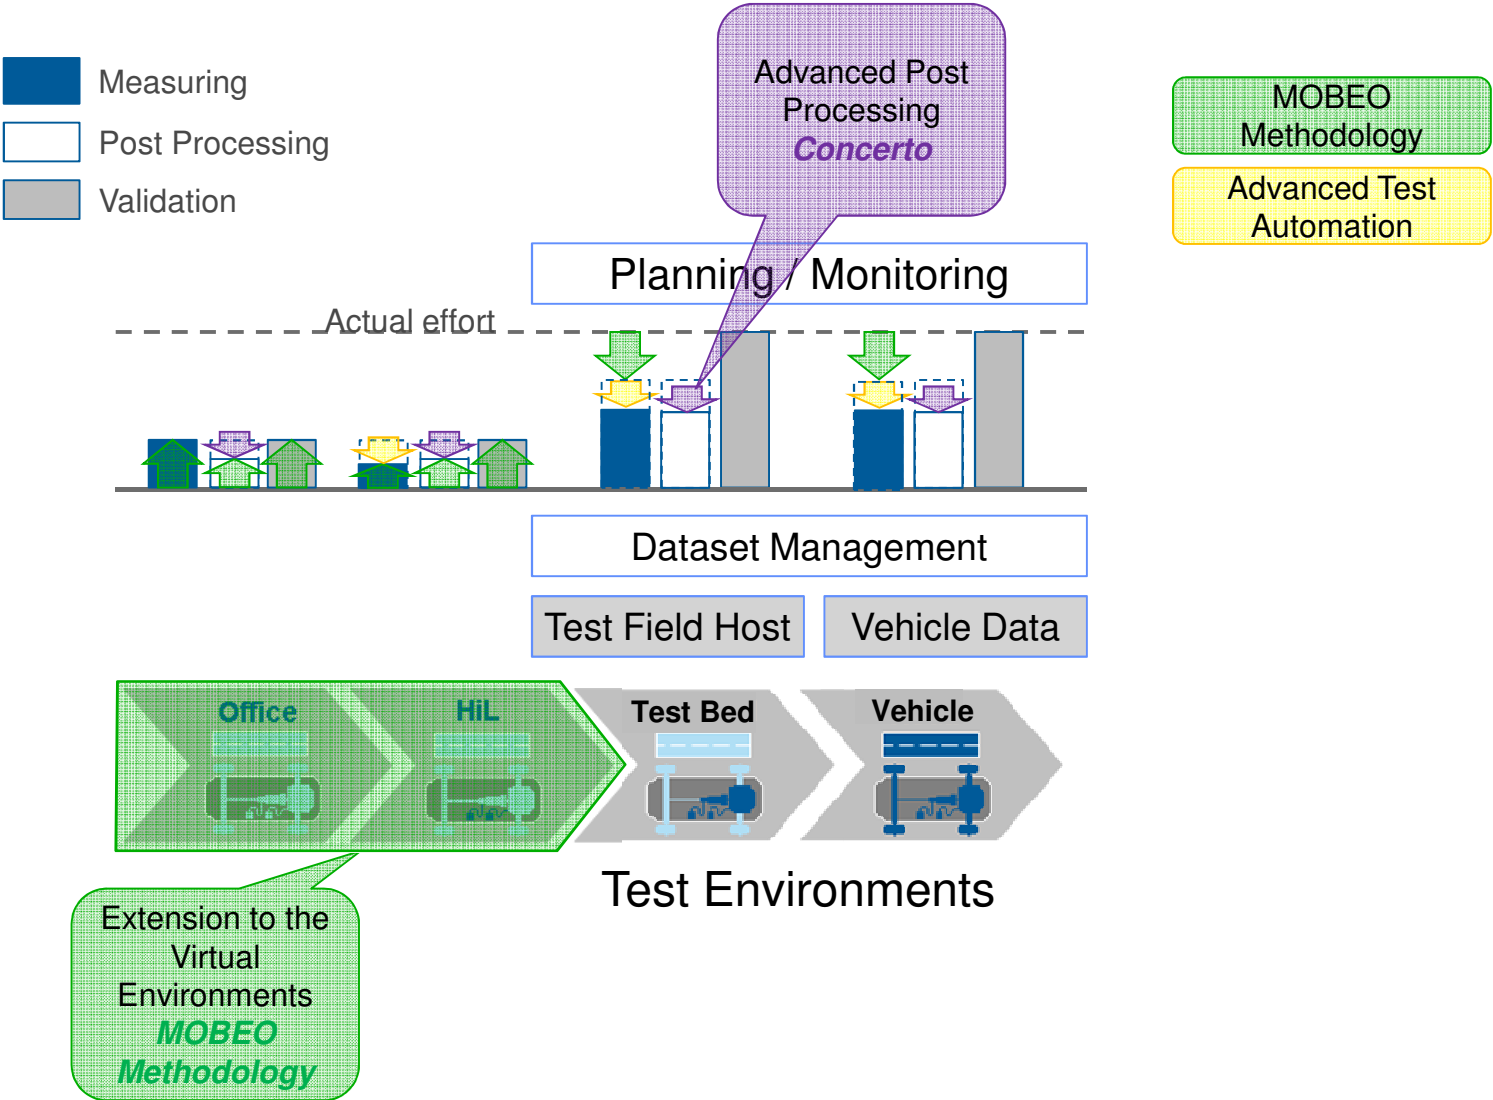 Measuring
Post Processing
Validation
Advanced Post
Processing
Concerto
MOBEO
Methodology
Advanced Test
Automation
Planning / Monitoring
Actual effort
Dataset Management
Test Field Host
Vehicle Data
Office
HiL
Test Bed
Vehicle
Test Environments
Extension to the
Virtual
Environments
MOBEO
Methodology